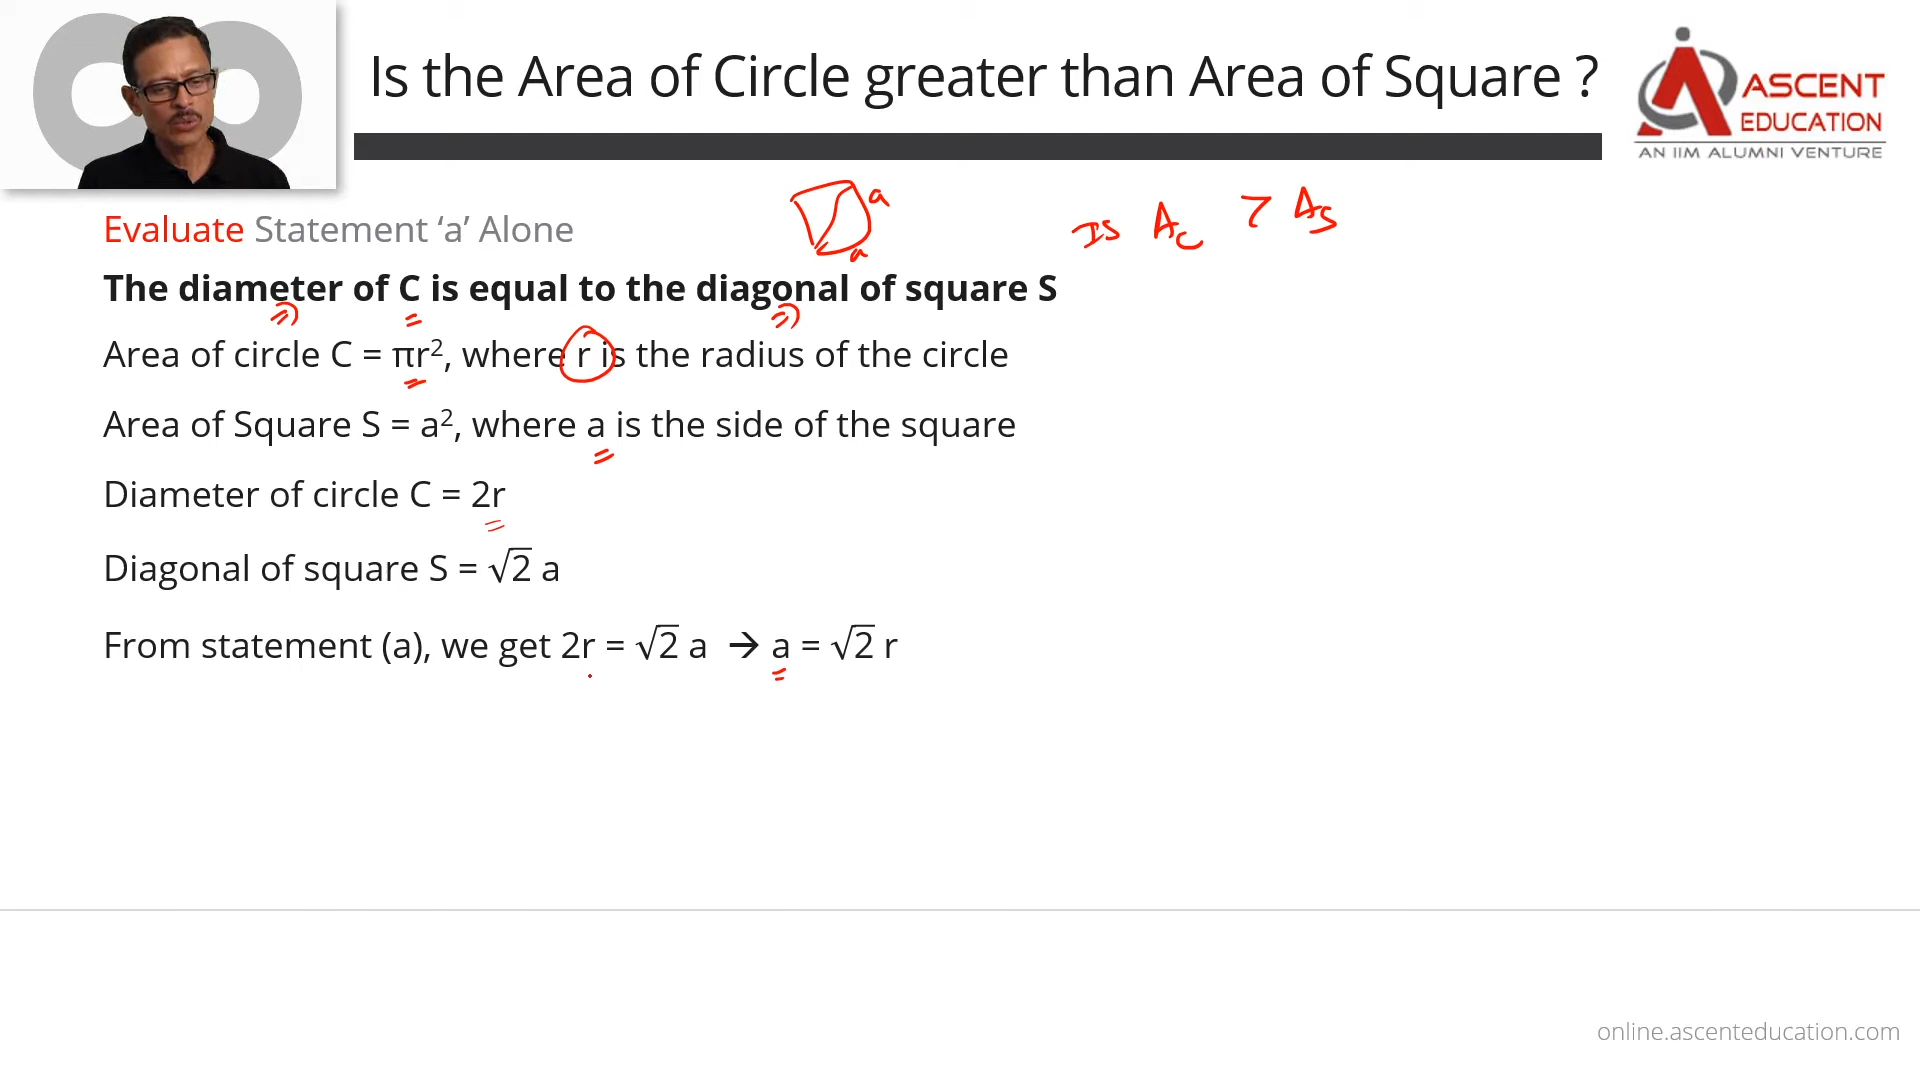 Is the Area of Circle greater than Area of Square ?
ASCENT
EDUCATION
AN IIM ALUMNI VENTURE
Evaluate Statement ‘a’ Alone
a
a
Is A_C > A_S
The diameter of C is equal to the diagonal of square S
Area of circle C = πr², where r is the radius of the circle
Area of Square S = a², where a is the side of the square
Diameter of circle C = 2r
Diagonal of square S = √2 a
From statement (a), we get 2r = √2 a → a = √2 r
online.ascenteducation.com